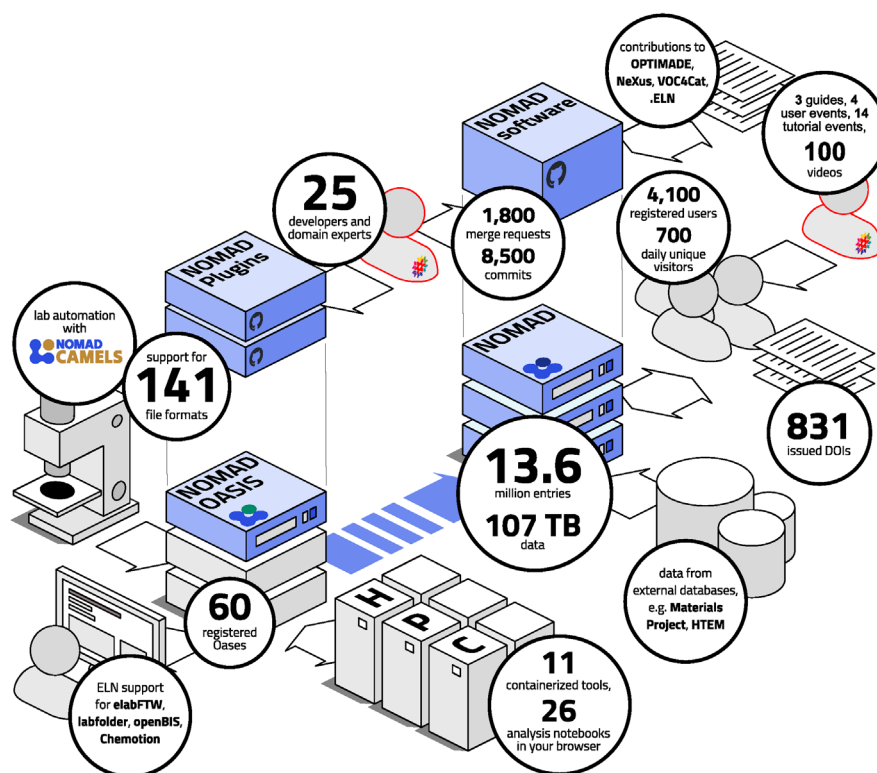 contributions to
OPTIMADE,
NeXus, VOC4Cat,
.ELN
3 guides, 4
user events, 14
tutorial events,
100
videos
NOMAD
software
25
developers and
domain experts
1,800
merge requests
8,500
commits
4,100
registered users
700
daily unique
visitors
NOMAD
Plugins
lab automation
with
NOMAD
CAMELS
support for
141
file formats
NOMAD
831
issued DOIs
13.6
million entries
107 TB
data
NOMAD
OASIS
data from
external databases,
e.g. Materials
Project, HTEM
60
registered
Oases
H
P
C
11
containerized tools,
26
analysis notebooks
in your browser
ELN support
for elabFTW,
labfolder, openBIS,
Chemotion